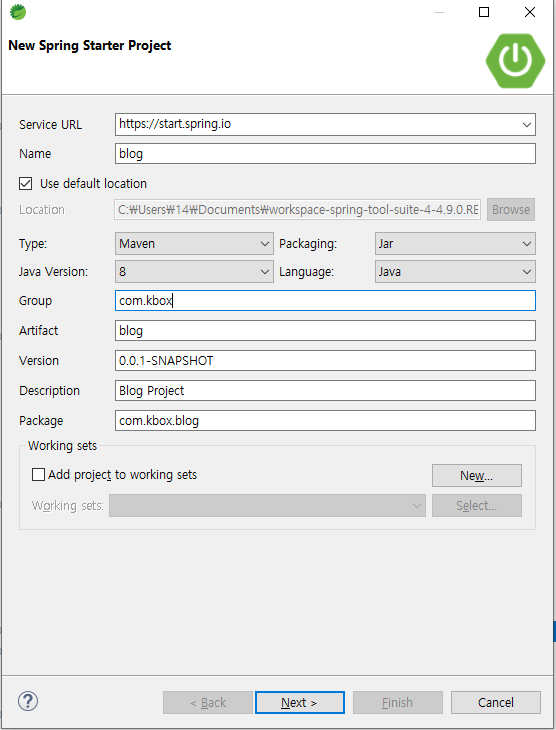 New Spring Starter Project
Service URL https://start.spring.io
Name blog
Use default location
Location C:₩Users₩14₩Documents₩workspace-spring-tool-suite-4-4.9.0.RE Browse
Type: Maven Packaging: Jar
Java Version: 8 Language: Java
Group com.kbox
Artifact blog
Version 0.0.1-SNAPSHOT
Description Blog Project
Package com.kbox.blog
Working sets
Add project to working sets New...
Working sets: Select...
? < Back Next > Finish Cancel